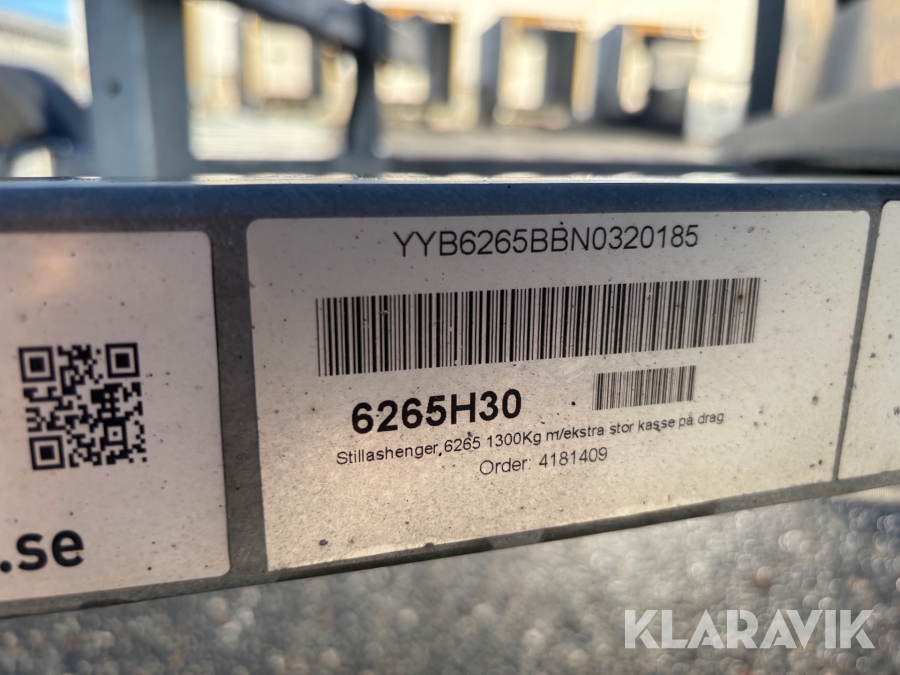 YYB6265BBN0320185
6265H30
Stillashenger 6265 1300Kg m/ekstra stor kasse på drag
Order: 4181409
.se
KLARAVIK